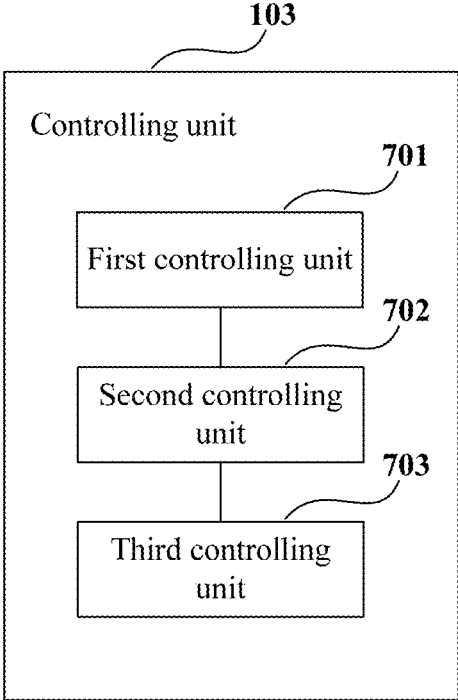 103
Controlling unit
701
First controlling unit
702
Second controlling
unit
703
Third controlling
unit